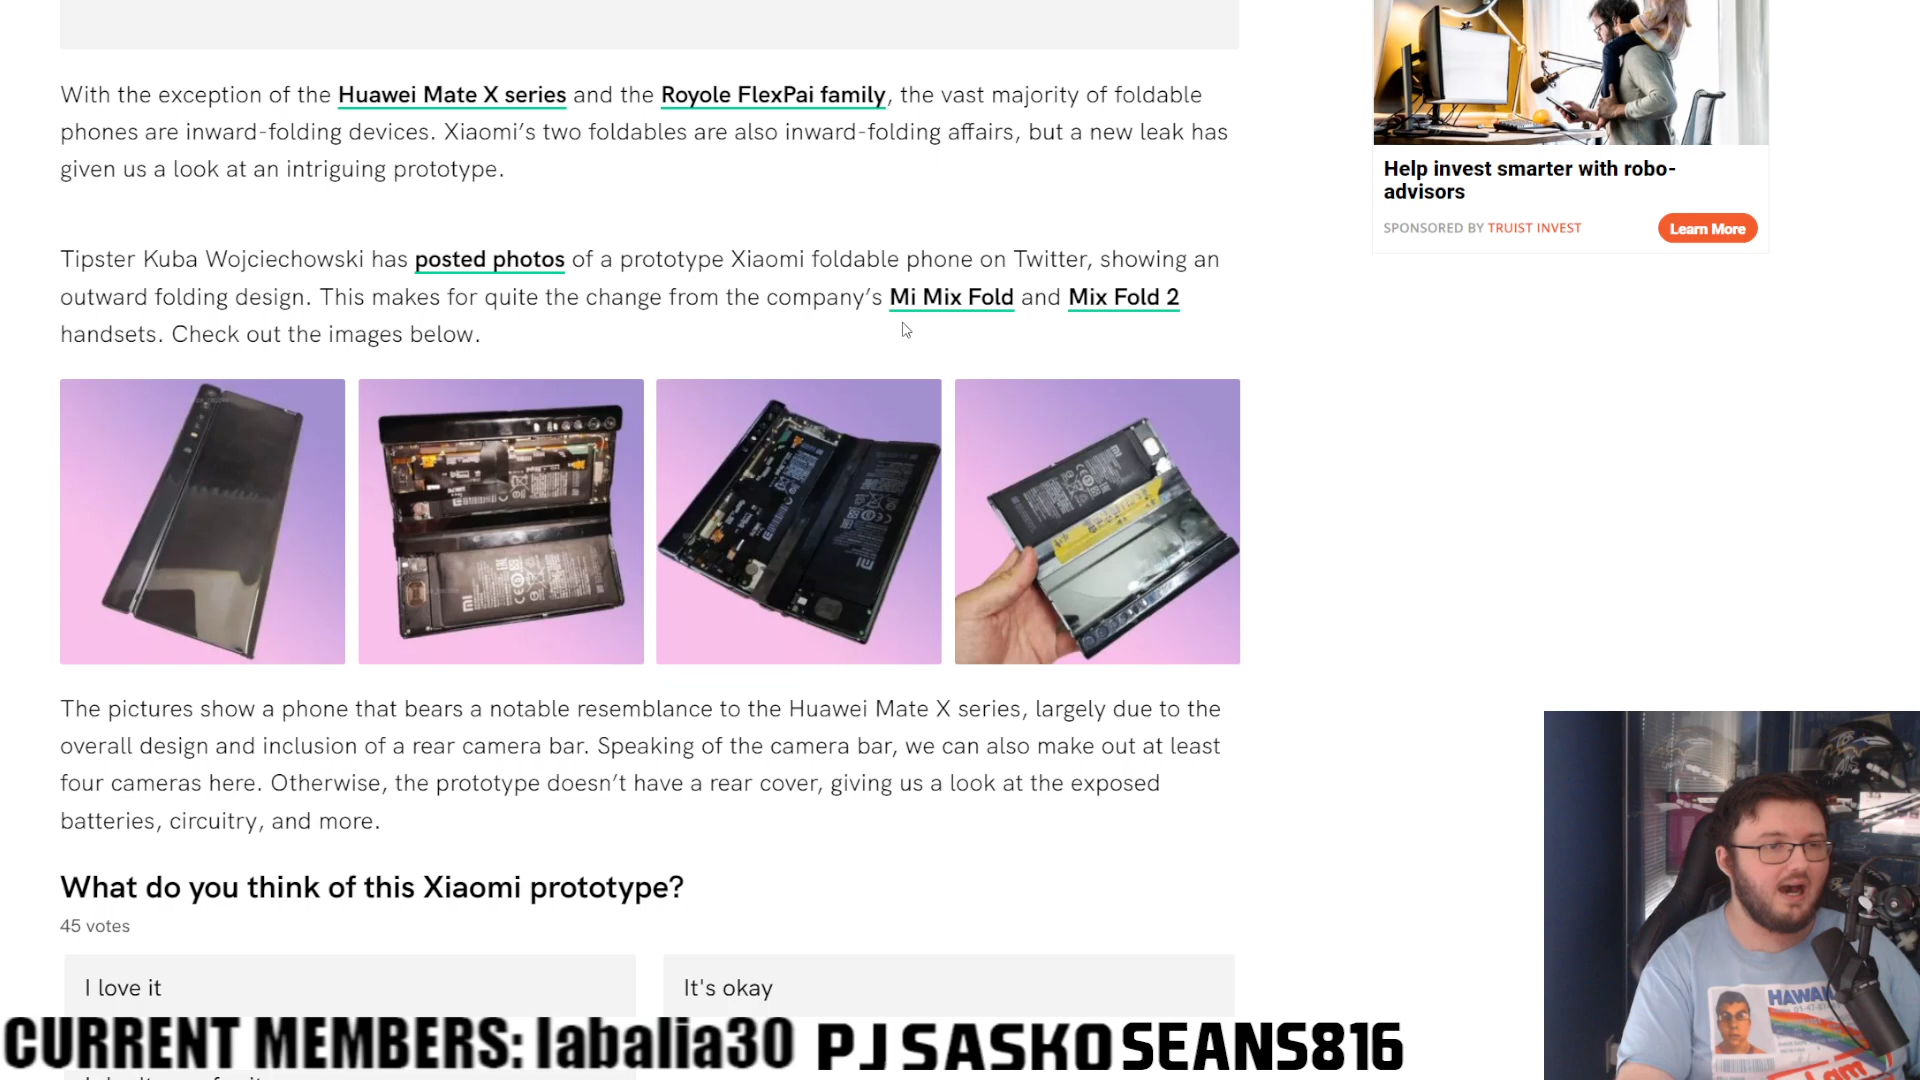 With the exception of the Huawei Mate X series and the Royole FlexPai family, the vast majority of foldable
phones are inward-folding devices. Xiaomi's two foldables are also inward-folding affairs, but a new leak has
given us a look at an intriguing prototype.
Tipster Kuba Wojciechowski has posted photos of a prototype Xiaomi foldable phone on Twitter, showing an
outward folding design. This makes for quite the change from the company's Mi Mix Fold and Mix Fold 2
handsets. Check out the images below.
The pictures show a phone that bears a notable resemblance to the Huawei Mate X series, largely due to the
overall design and inclusion of a rear camera bar. Speaking of the camera bar, we can also make out at least
four cameras here. Otherwise, the prototype doesn't have a rear cover, giving us a look at the exposed
batteries, circuitry, and more.
What do you think of this Xiaomi prototype?
45 votes
I love it
It's okay
Help invest smarter with robo-
advisors
SPONSORED BY TRUIST INVEST
Learn More
HAWAII
I am
CURRENT MEMBERS: labalia30 PJSASKO SEANS816